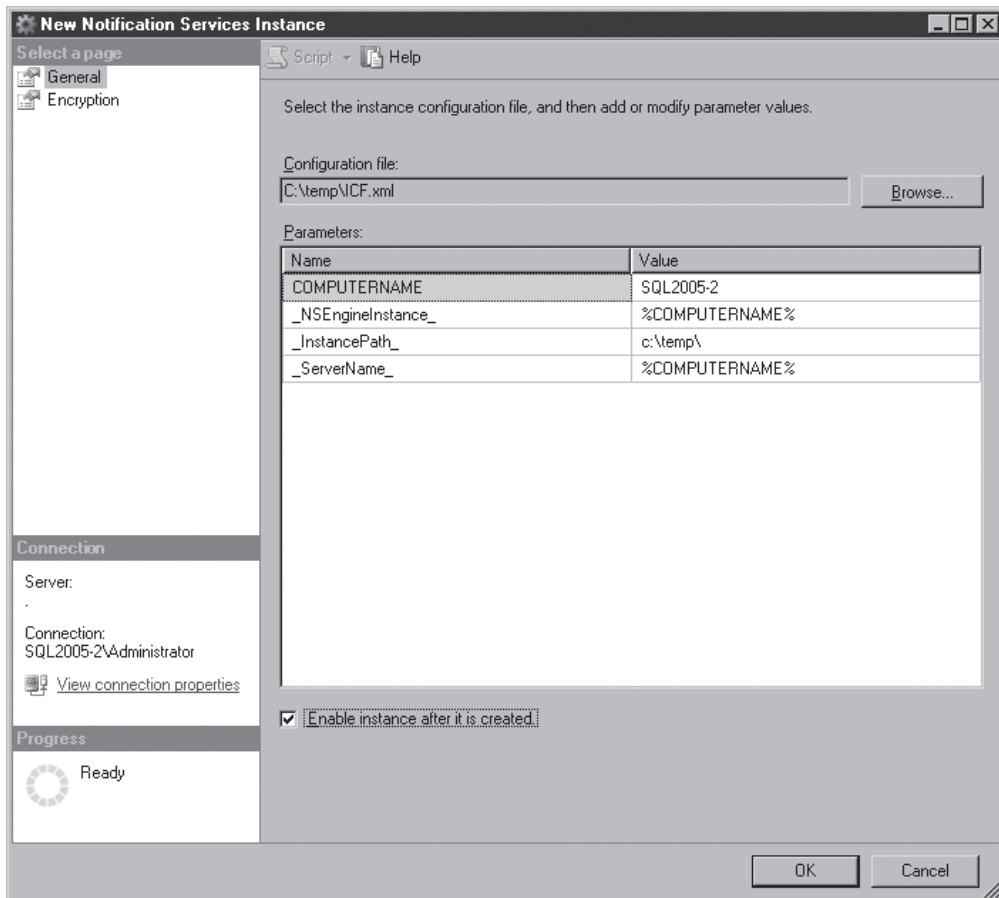 New Notification Services Instance
Select a page
General
Encryption
Script
Help
Select the instance configuration file, and then add or modify parameter values.
Configuration file:
C:\temp\ICF.xml
Browse...
Parameters:
Name Value
COMPUTERNAME SQL2005-2
_NSEngineInstance_ %COMPUTERNAME%
_InstancePath_ c:\temp\
_ServerName_ %COMPUTERNAME%
Connection
Server:
.
Connection:
SQL2005-2\Administrator
View connection properties
Enable instance after it is created.
Progress
Ready
OK Cancel